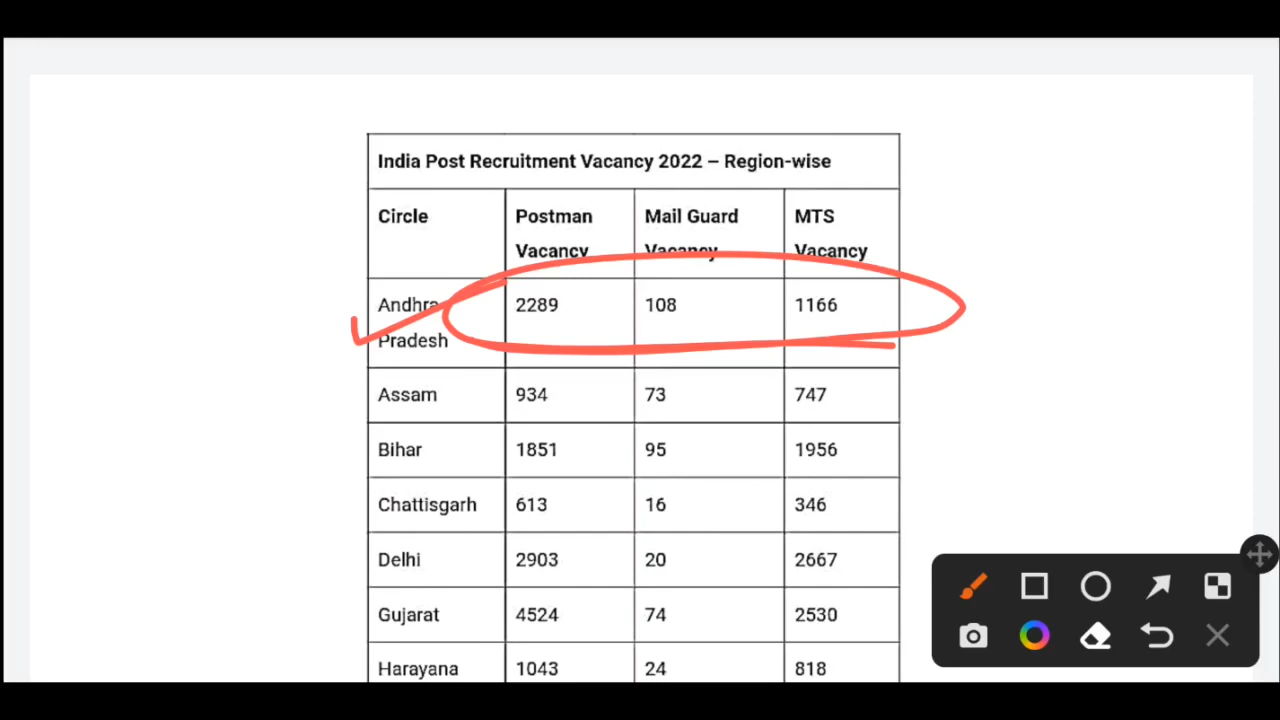 India Post Recruitment Vacancy 2022 – Region-wise
Circle Postman Vacancy Mail Guard Vacancy MTS Vacancy
Andhra Pradesh 2289 108 1166
Assam 934 73 747
Bihar 1851 95 1956
Chattisgarh 613 16 346
Delhi 2903 20 2667
Gujarat 4524 74 2530
Harayana 1043 24 818